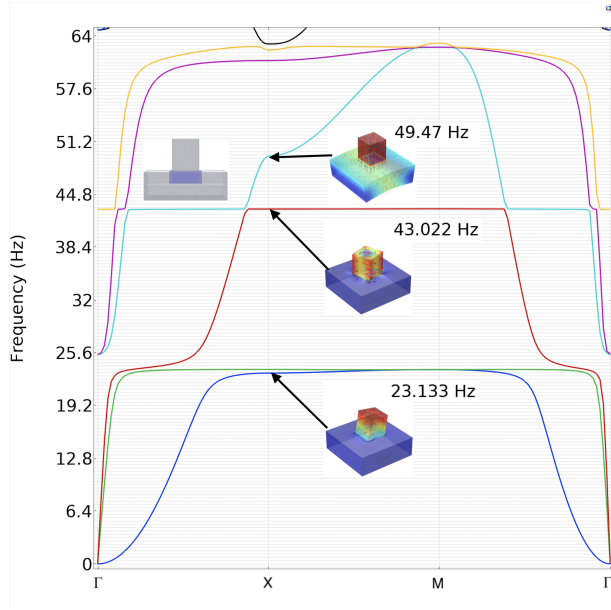 64
57.6
51.2
44.8
38.4
32
25.6
19.2
12.8
6.4
0
Frequency (Hz)
49.47 Hz
43.022 Hz
23.133 Hz
Γ X M Γ